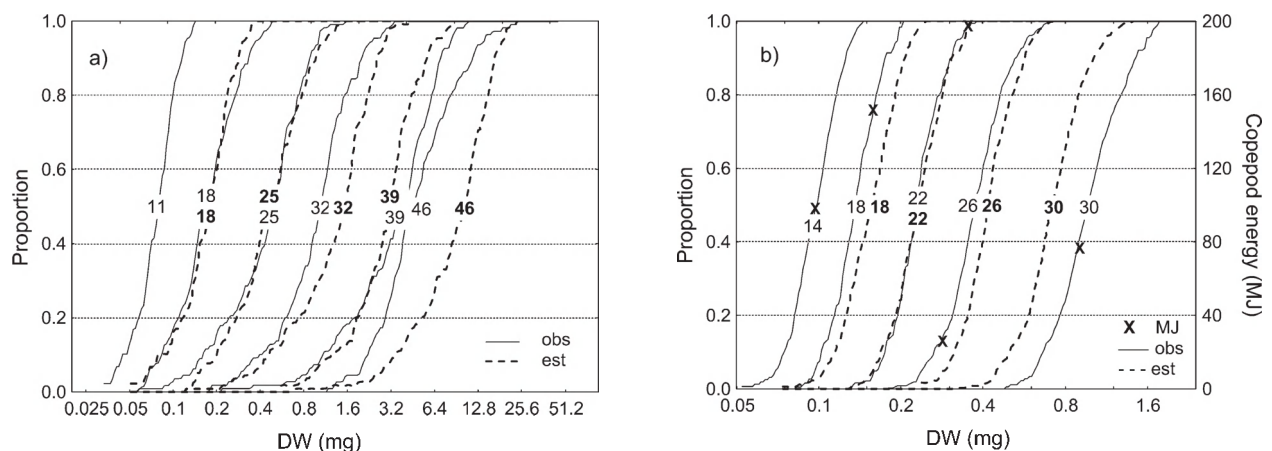 a)
Proportion
1.0
0.8
0.6
0.4
0.2
0.0
11
18
18
25
25
32
32
39
39
46
46
obs
est
0.025 0.05 0.1 0.2 0.4 0.8 1.6 3.2 6.4 12.8 25.6 51.2
DW (mg)
b)
Proportion
1.0
0.8
0.6
0.4
0.2
0.0
14
18
18
22
22
26
26
30
30
X
X
X
X
X
X MJ
obs
est
200
160
120
80
40
0
Copepod energy (MJ)
0.05 0.1 0.2 0.4 0.8 1.6
DW (mg)